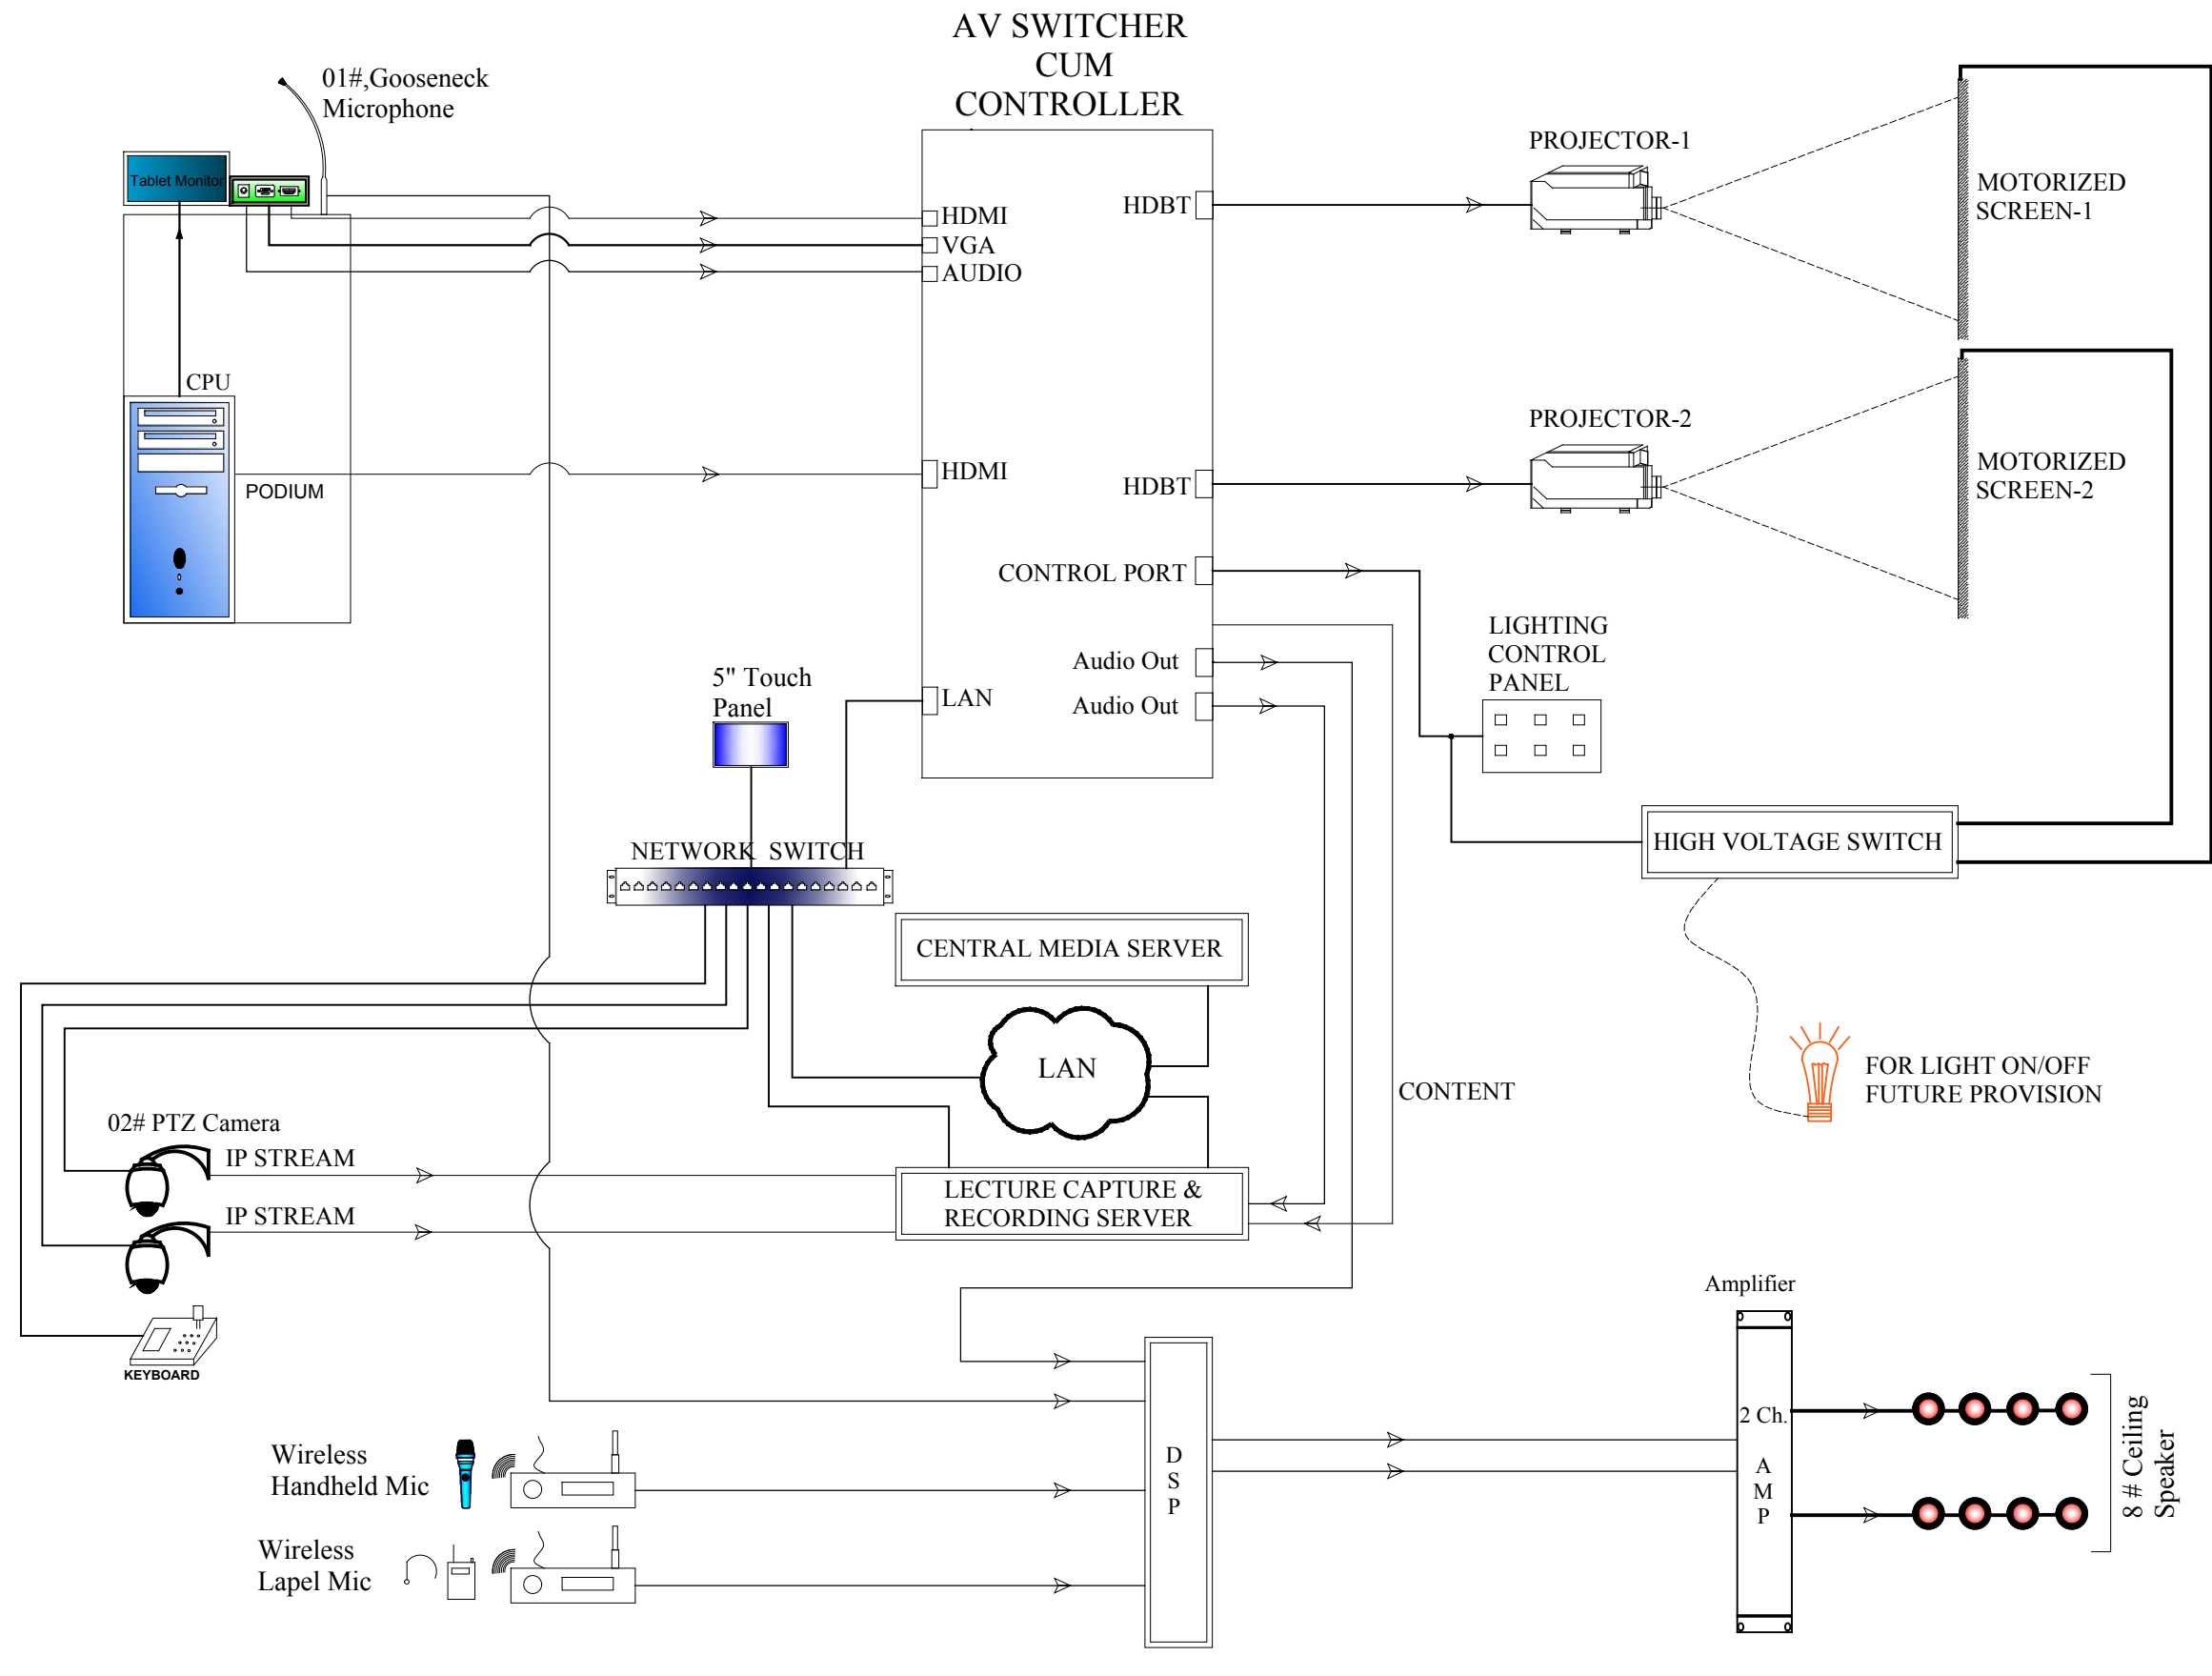 AV SWITCHER
CUM
CONTROLLER
01#,Gooseneck
Microphone
Tablet Monitor
HDMI
VGA
AUDIO
HDBT
PROJECTOR-1
MOTORIZED
SCREEN-1
CPU
PODIUM
HDMI
HDBT
PROJECTOR-2
MOTORIZED
SCREEN-2
CONTROL PORT
Audio Out
Audio Out
LAN
5" Touch
Panel
LIGHTING
CONTROL
PANEL
HIGH VOLTAGE SWITCH
NETWORK SWITCH
CENTRAL MEDIA SERVER
LAN
CONTENT
FOR LIGHT ON/OFF
FUTURE PROVISION
02# PTZ Camera
IP STREAM
IP STREAM
LECTURE CAPTURE &
RECORDING SERVER
KEYBOARD
Amplifier
2 Ch.
A
M
P
8 # Ceiling
Speaker
D
S
P
Wireless
Handheld Mic
Wireless
Lapel Mic